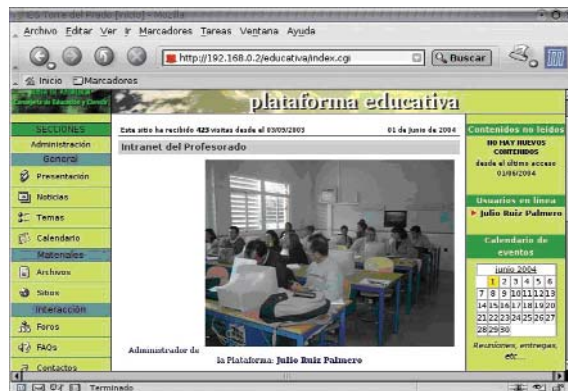 IES Torre del Prado [Inicio] - Mozilla
Archivo Editar Ver Ir Marcadores Tareas Ventana Ayuda
http://192.168.0.2/educativa/index.cgi
Buscar
Inicio Marcadores
plataforma educativa
Consejería de Educación y Ciencia
SECCIONES
Administración
General
Presentación
Noticias
Temas
Calendario
Materiales
Archivos
Sitios
Interacción
Foros
FAQs
Contactos
Este sitio ha recibido 423 visitas desde el 03/05/2003
01 de Junio de 2004
Intranet del Profesorado
Administrador de
la Plataforma: Julio Ruiz Palmero
Contenidos no leídos
NO HAY NUEVOS
CONTENIDOS
desde el último acceso
01/06/2004
Usuarios en línea
Julio Ruiz Palmero
Calendario de
eventos
junio 2004
1 2 3 4 5 6
7 8 9 10 11 12 13
14 15 16 17 18 19 20
21 22 23 24 25 26 27
28 29 30
Reuniones, entregas,
etc...
Terminado